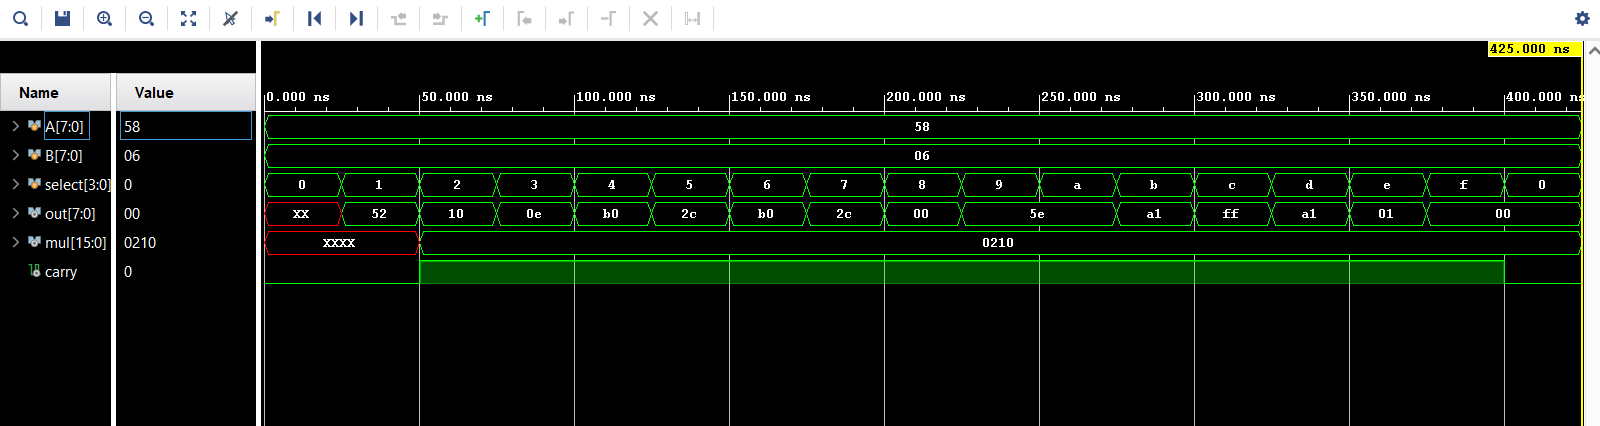 425.000 ns
Name Value
0.000 ns 50.000 ns 100.000 ns 150.000 ns 200.000 ns 250.000 ns 300.000 ns 350.000 ns 400.000 ns
A[7:0] 58 58
B[7:0] 06 06
select[3:0] 0 0 1 2 3 4 5 6 7 8 9 a b c d e f 0
out[7:0] 00 XX 52 10 0e b0 2c b0 2c 00 5e a1 ff a1 01 00
mul[15:0] 0210 XXXX 0210
carry 0